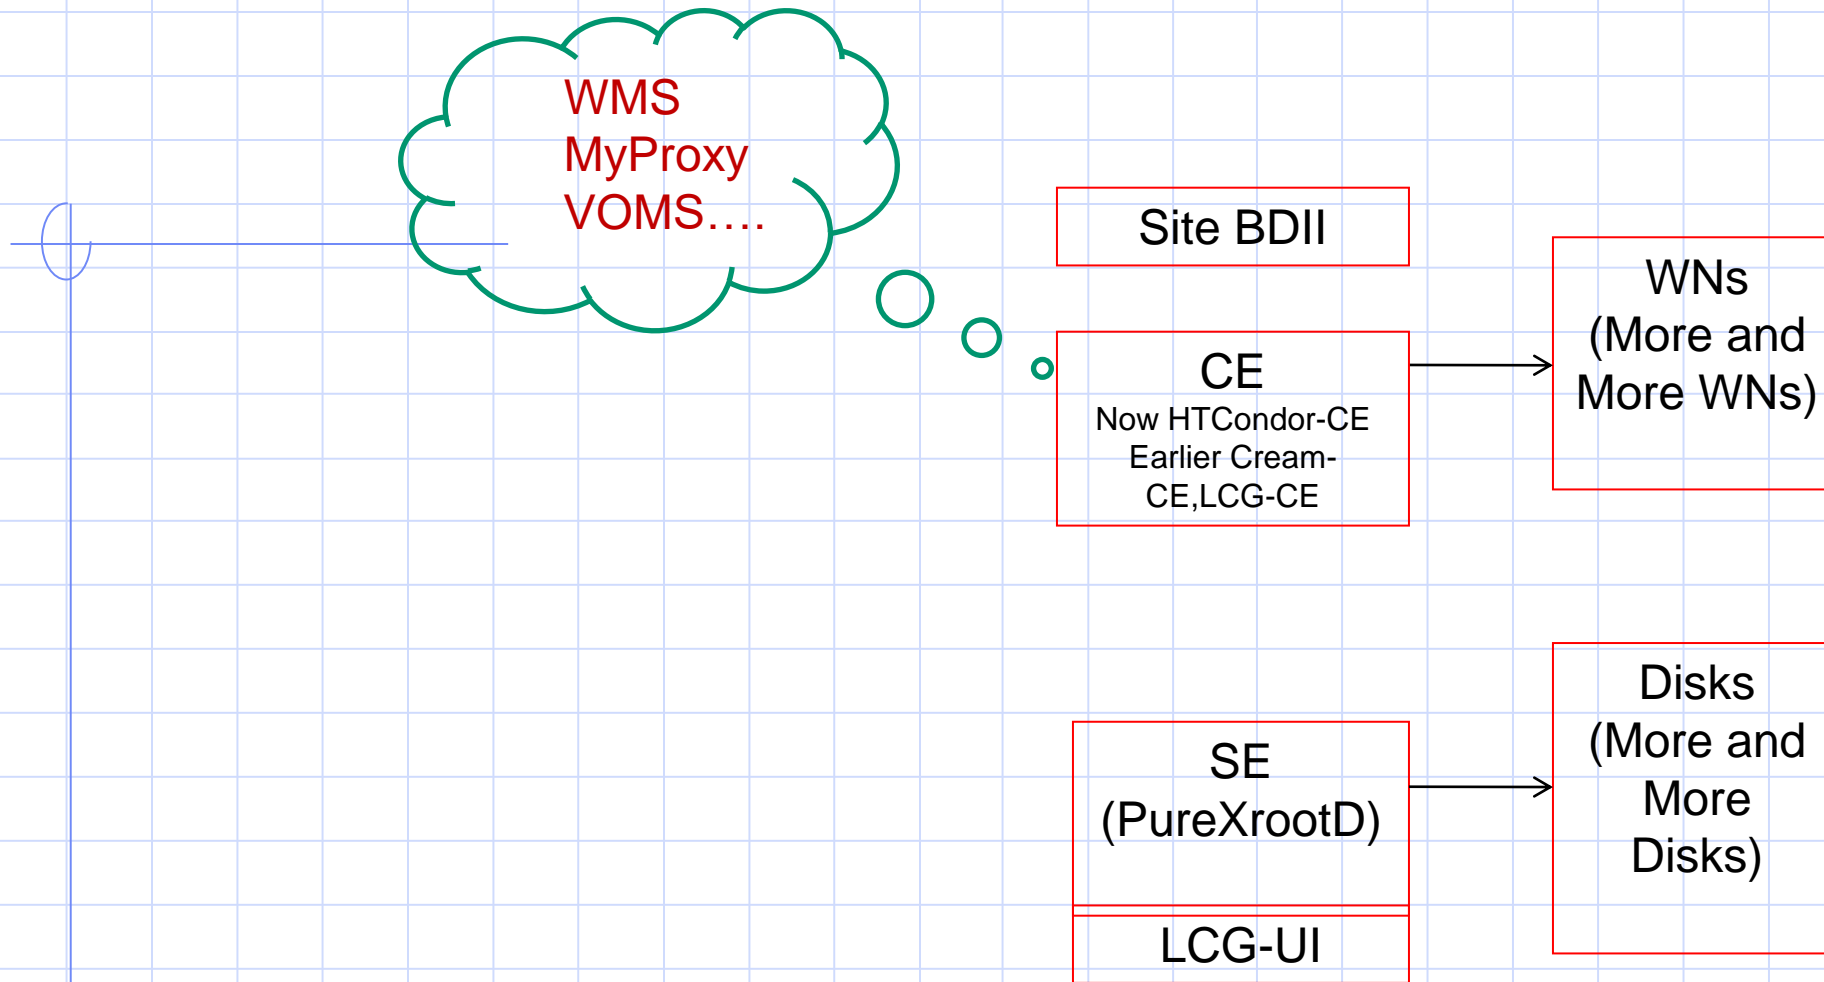 WMS
MyProxy
VOMS....
Site BDII
WNs
(More and
More WNs)
CE
Now HTCondor-CE
Earlier Cream-
CE,LCG-CE
Disks
(More and
More
Disks)
SE
(PureXrootD)
LCG-UI